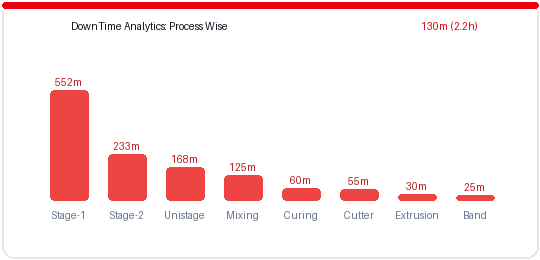 DownTime Analytics: Process Wise 130m (2.2h)
552m 233m 168m 125m 60m 55m 30m 25m
Stage-1 Stage-2 Unistage Mixing Curing Cutter Extrusion Band